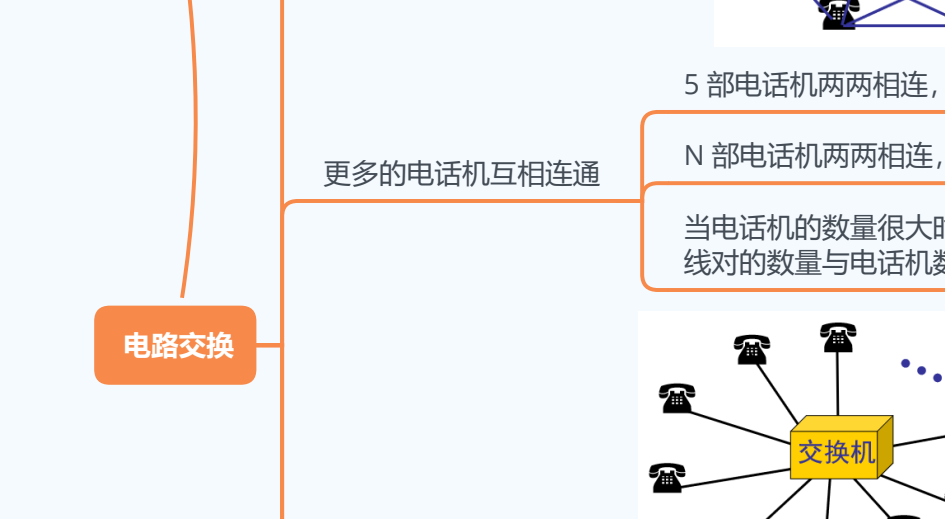 5 部电话机两两相连，
N 部电话机两两相连，
更多的电话机互相连通
当电话机的数量很大
线对的数量与电话机
电路交换
交换机